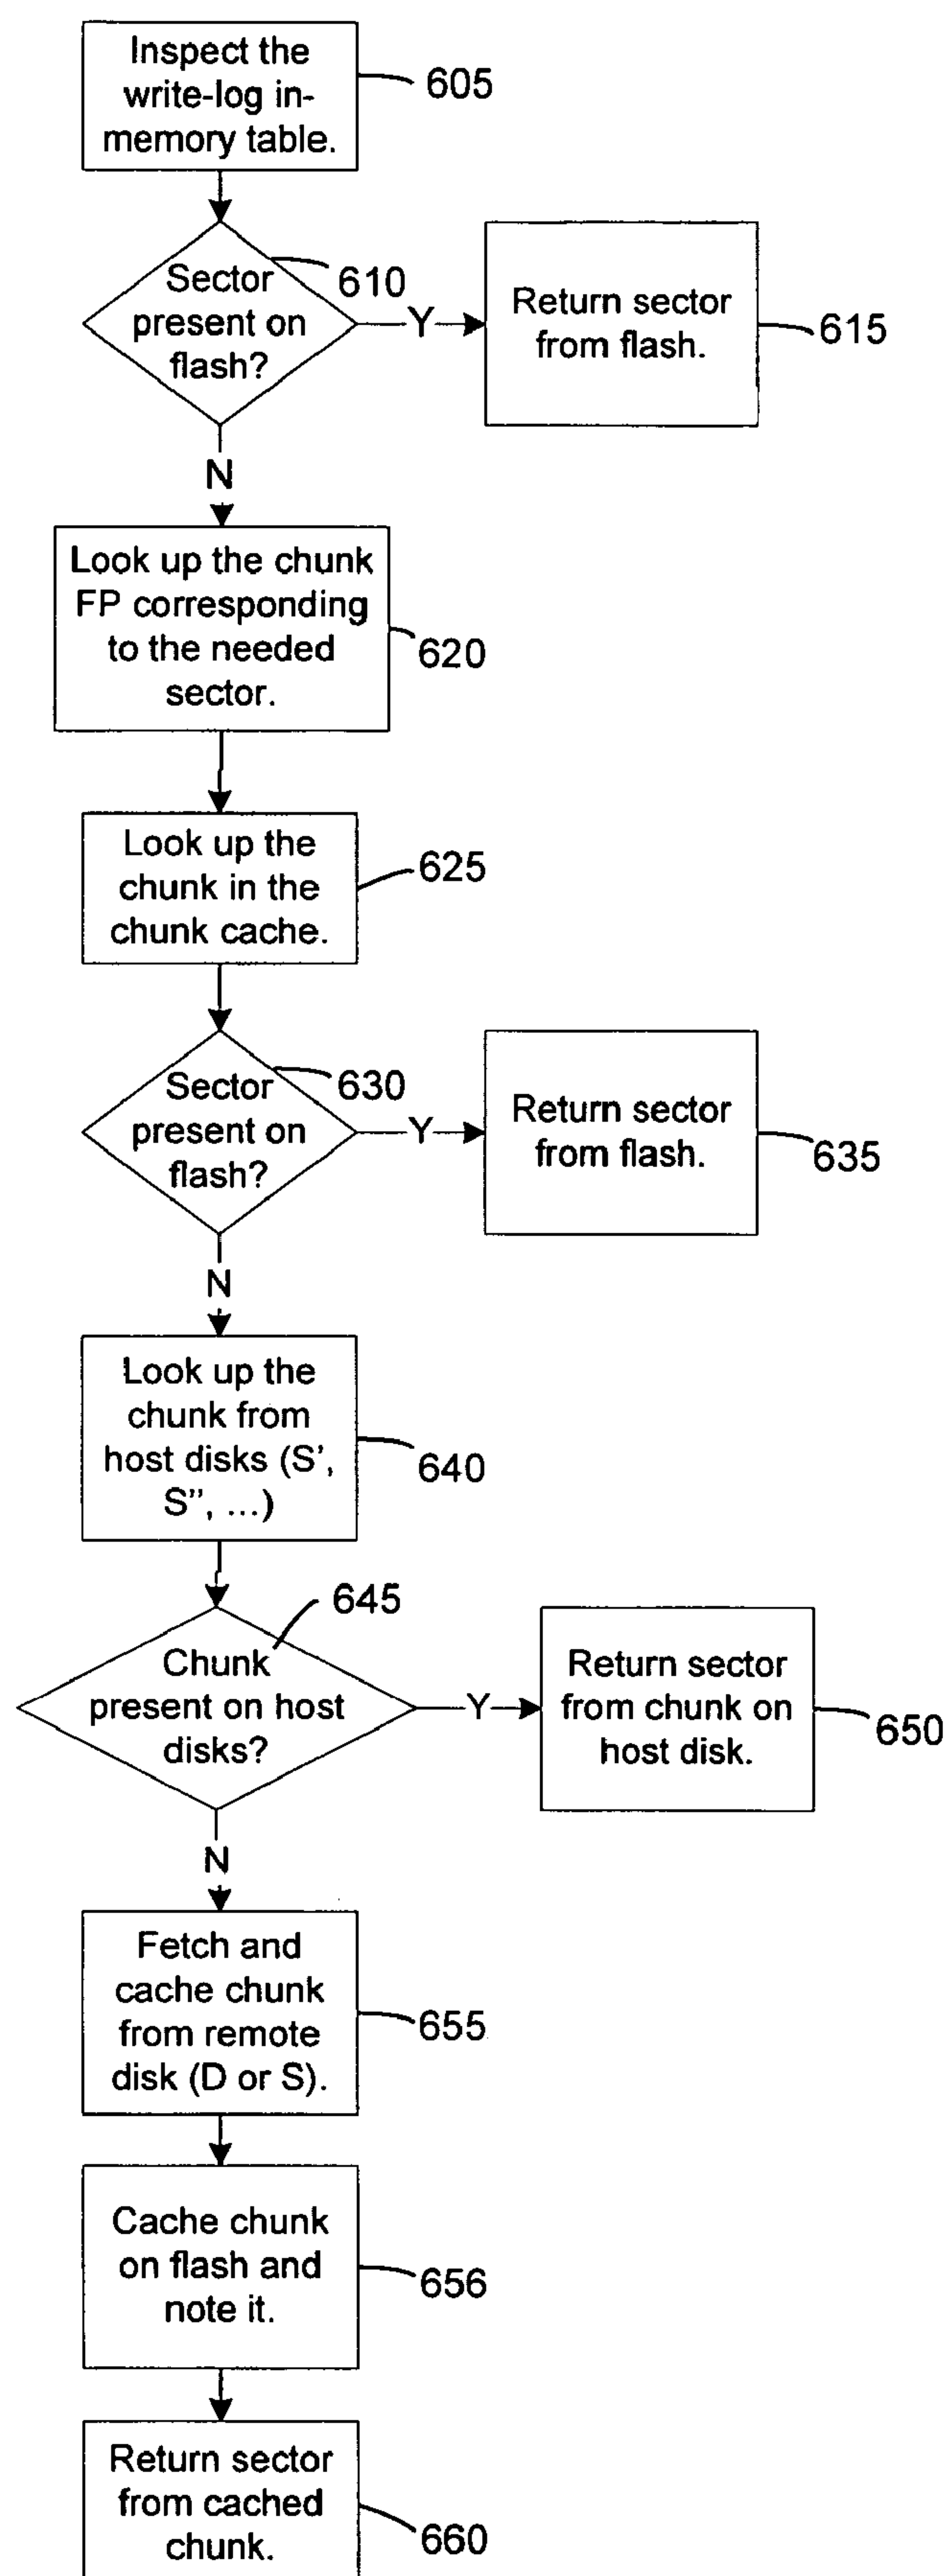 Inspect the
write-log in-
memory table.
605
Sector
present on
flash?
610
Y
Return sector
from flash.
615
N
Look up the chunk
FP corresponding
to the needed
sector.
620
Look up the
chunk in the
chunk cache.
625
Sector
present on
flash?
630
Y
Return sector
from flash.
635
N
Look up the
chunk from
host disks (S',
S", ...)
640
Chunk
present on host
disks?
645
Y
Return sector
from chunk on
host disk.
650
N
Fetch and
cache chunk
from remote
disk (D or S).
655
Cache chunk
on flash and
note it.
656
Return sector
from cached
chunk.
660